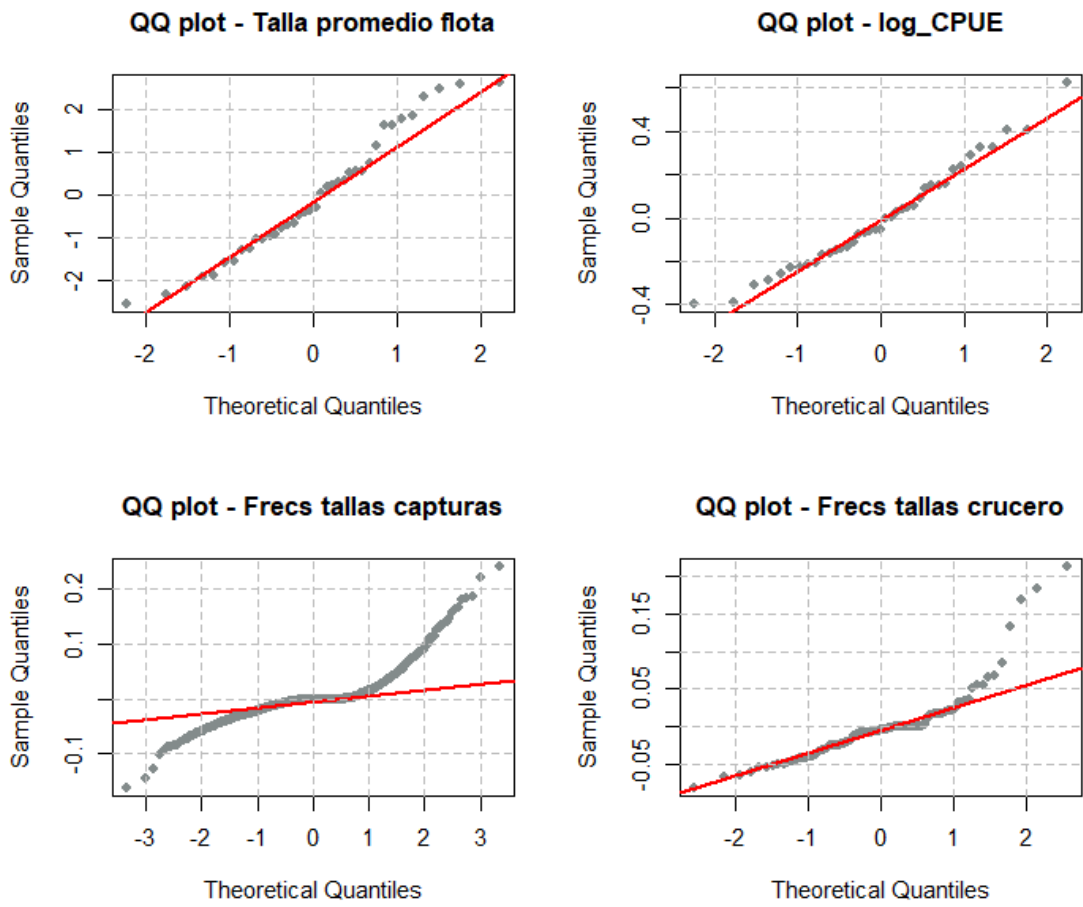 QQ plot - Talla promedio flota
Sample Quantiles
2
1
0
-1
-2
-2 -1 0 1 2
Theoretical Quantiles
QQ plot - log_CPUE
Sample Quantiles
0.4
0.0
-0.4
-2 -1 0 1 2
Theoretical Quantiles
QQ plot - Frecs tallas capturas
Sample Quantiles
0.2
0.1
-0.1
-3 -2 -1 0 1 2 3
Theoretical Quantiles
QQ plot - Frecs tallas crucero
Sample Quantiles
0.15
0.05
-0.05
-2 -1 0 1 2
Theoretical Quantiles